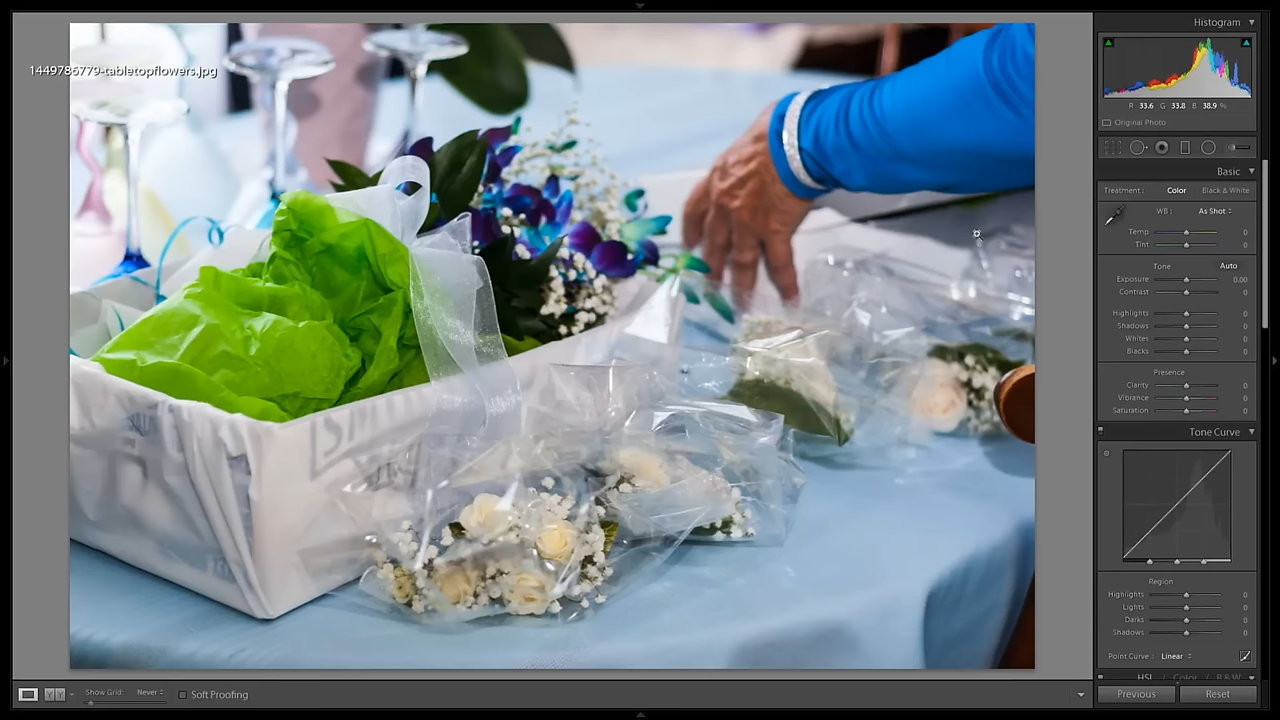 Histogram
1449786779-tabletopflowers.jpg
R 33.6 G 33.8 B 38.9 %
Original Photo
Basic
Treatment : Color Black & White
WB : As Shot
Temp 0
Tint 0
Tone Auto
Exposure 0.00
Contrast 0
Highlights 0
Shadows 0
Whites 0
Blacks 0
Presence
Clarity 0
Vibrance 0
Saturation 0
Tone Curve
Region
Highlights 0
Lights 0
Darks 0
Shadows 0
Point Curve : Linear
HSL / Color / B & W
Previous Reset
Y Y Show Grid: Never Soft Proofing